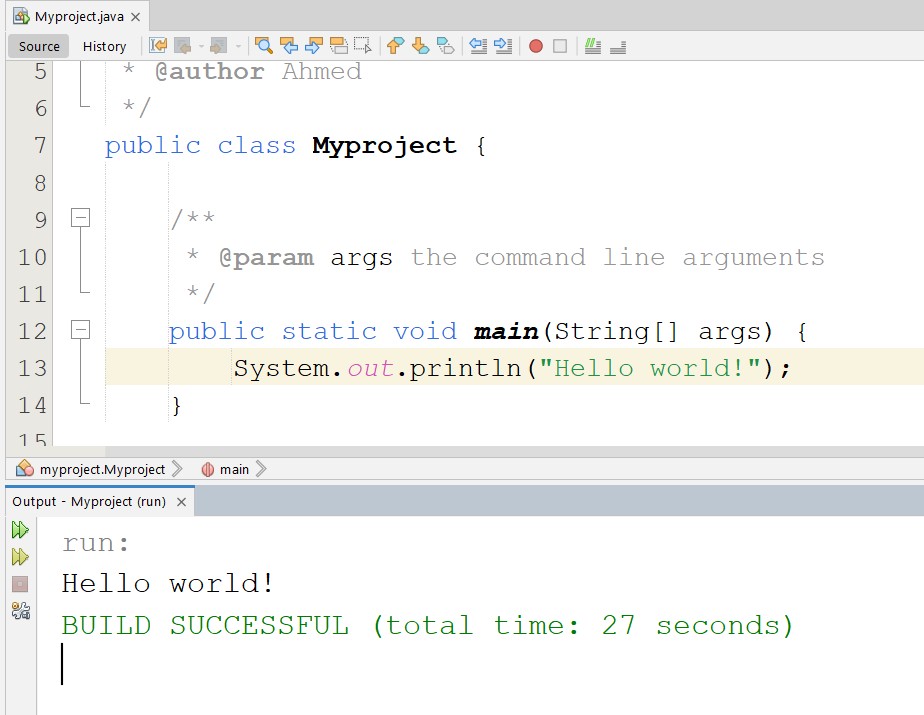 Myproject.java
Source History
5 * @author Ahmed
6 */
7 public class Myproject {
8
9 /**
10 * @param args the command line arguments
11 */
12 public static void main(String[] args) {
13 System.out.println("Hello world!");
14 }
15
myproject.Myproject main
Output - Myproject (run)
run:
Hello world!
BUILD SUCCESSFUL (total time: 27 seconds)